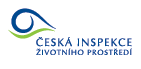 ČESKÁ INSPEKCE
ŽIVOTNÍHO PROSTŘEDÍ